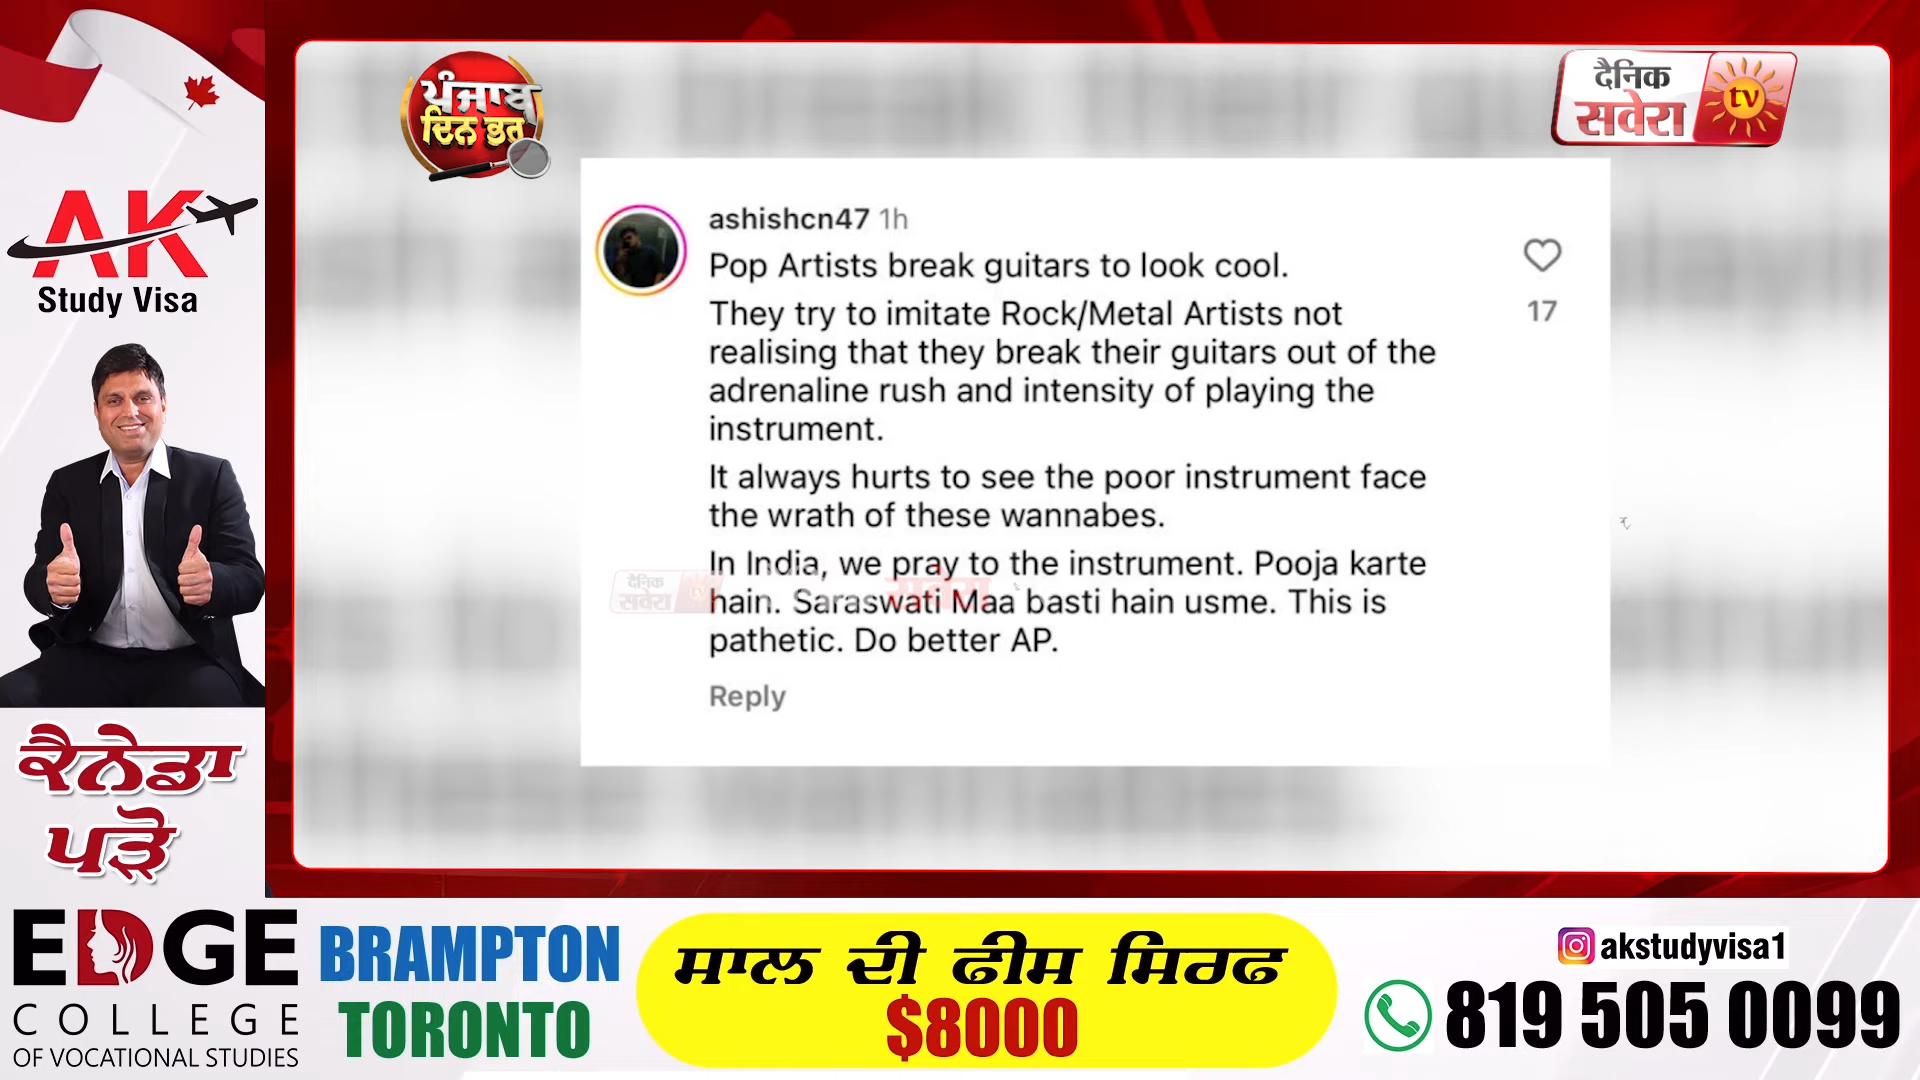 ਪੰਜਾਬ
ਦਿਨ ਭਰ
दैनिक
सवेरा
tv
AK
Study Visa
ashishcn47 1h
Pop Artists break guitars to look cool.
They try to imitate Rock/Metal Artists not
realising that they break their guitars out of the
adrenaline rush and intensity of playing the
instrument.
It always hurts to see the poor instrument face
the wrath of these wannabes.
In India, we pray to the instrument. Pooja karte
hain. Saraswati Maa basti hain usme. This is
pathetic. Do better AP.
Reply
17
दैनिक
सवेरा
tv
सवेरा
ਕੈਨੇਡਾ
ਪੜੋ
EDGE
COLLEGE
OF VOCATIONAL STUDIES
BRAMPTON
TORONTO
ਸਾਲ ਦੀ ਫੀਸ ਸਿਰਫ
$8000
akstudyvisa1
819 505 0099